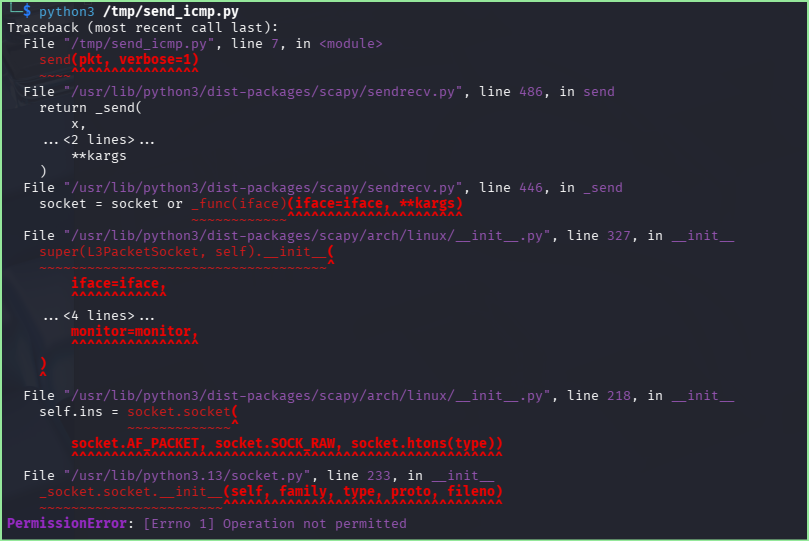 └─$ python3 /tmp/send_icmp.py
Traceback (most recent call last):
  File "/tmp/send_icmp.py", line 7, in <module>
    send(pkt, verbose=1)
    ~~~~^^^^^^^^^^^^^^^^
  File "/usr/lib/python3/dist-packages/scapy/sendrecv.py", line 486, in send
    return _send(
        x,
    ...<2 lines>...
        **kargs
    )
  File "/usr/lib/python3/dist-packages/scapy/sendrecv.py", line 446, in _send
    socket = socket or _func(iface)(iface=iface, **kargs)
                       ~~~~~~~~~~~~^^^^^^^^^^^^^^^^^^^^^^
  File "/usr/lib/python3/dist-packages/scapy/arch/linux/__init__.py", line 327, in __init__
    super(L3PacketSocket, self).__init__(
    ~~~~~~~~~~~~~~~~~~~~~~~~~~~~~~~~~~~~^
        iface=iface,
        ^^^^^^^^^^^^
    ...<4 lines>...
        monitor=monitor,
        ^^^^^^^^^^^^^^^^
    )
    ^
  File "/usr/lib/python3/dist-packages/scapy/arch/linux/__init__.py", line 218, in __init__
    self.ins = socket.socket(
               ~~~~~~~~~~~~~^
        socket.AF_PACKET, socket.SOCK_RAW, socket.htons(type))
        ^^^^^^^^^^^^^^^^^^^^^^^^^^^^^^^^^^^^^^^^^^^^^^^^^^^^^^
  File "/usr/lib/python3.13/socket.py", line 233, in __init__
    _socket.socket.__init__(self, family, type, proto, fileno)
    ~~~~~~~~~~~~~~~~~~~~~~~^^^^^^^^^^^^^^^^^^^^^^^^^^^^^^^^^^^
PermissionError: [Errno 1] Operation not permitted